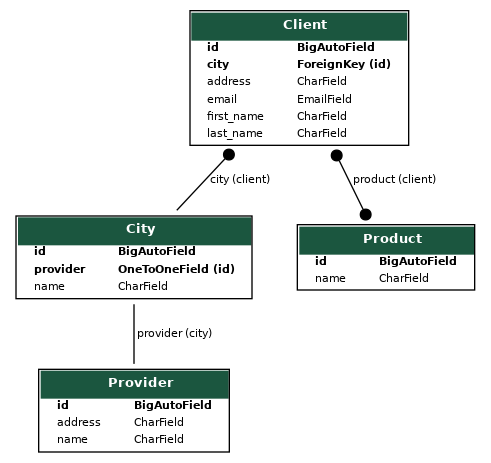 Client
id BigAutoField
city ForeignKey (id)
address CharField
email EmailField
first_name CharField
last_name CharField
city (client)
product (client)
City
id BigAutoField
provider OneToOneField (id)
name CharField
Product
id BigAutoField
name CharField
provider (city)
Provider
id BigAutoField
address CharField
name CharField